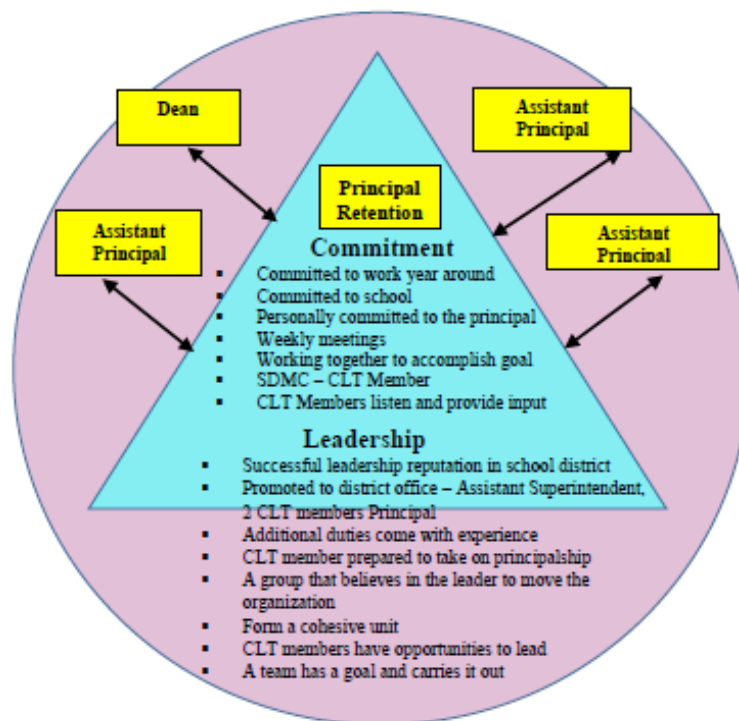 Dean
Assistant
Principal
Assistant
Principal
Assistant
Principal
Principal
Retention
Commitment
▪ Committed to work year around
▪ Committed to school
▪ Personally committed to the principal
▪ Weekly meetings
▪ Working together to accomplish goal
▪ SDMC – CLT Member
▪ CLT Members listen and provide input
Leadership
▪ Successful leadership reputation in school district
▪ Promoted to district office – Assistant Superintendent,
2 CLT members Principal
▪ Additional duties come with experience
▪ CLT member prepared to take on principalship
▪ A group that believes in the leader to move the
organization
▪ Form a cohesive unit
▪ CLT members have opportunities to lead
▪ A team has a goal and carries it out